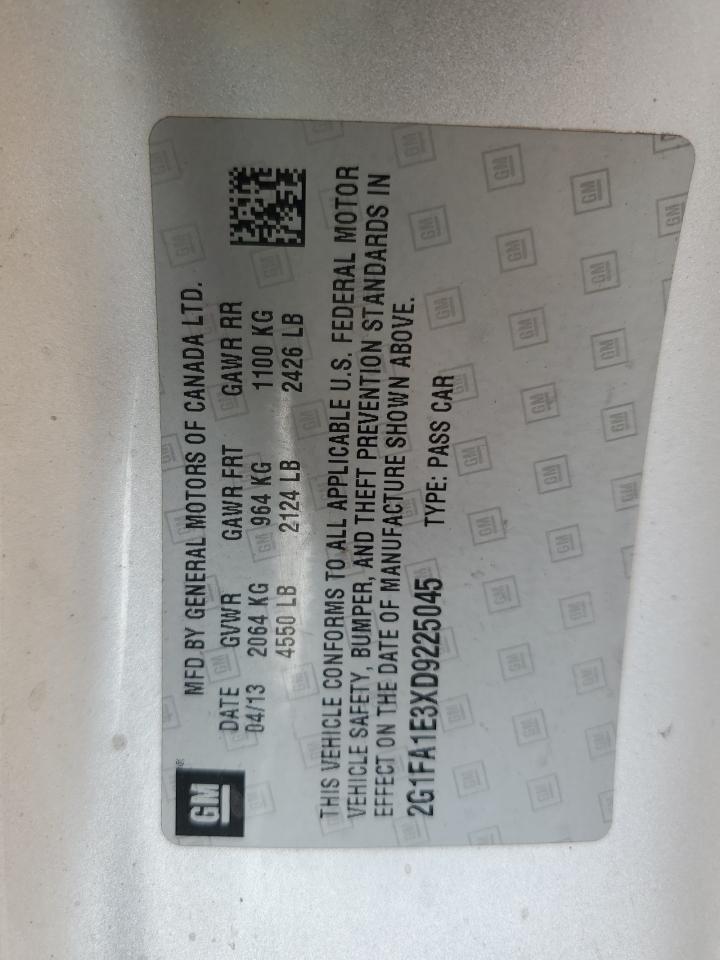 GM®
MFD BY GENERAL MOTORS OF CANADA LTD.
DATE GVWR GAWR FRT GAWR RR
04/13 2064 KG 964 KG 1100 KG
4550 LB 2124 LB 2426 LB
THIS VEHICLE CONFORMS TO ALL APPLICABLE U.S. FEDERAL MOTOR
VEHICLE SAFETY, BUMPER, AND THEFT PREVENTION STANDARDS IN
EFFECT ON THE DATE OF MANUFACTURE SHOWN ABOVE.
2G1FA1E3XD9225045 TYPE: PASS CAR